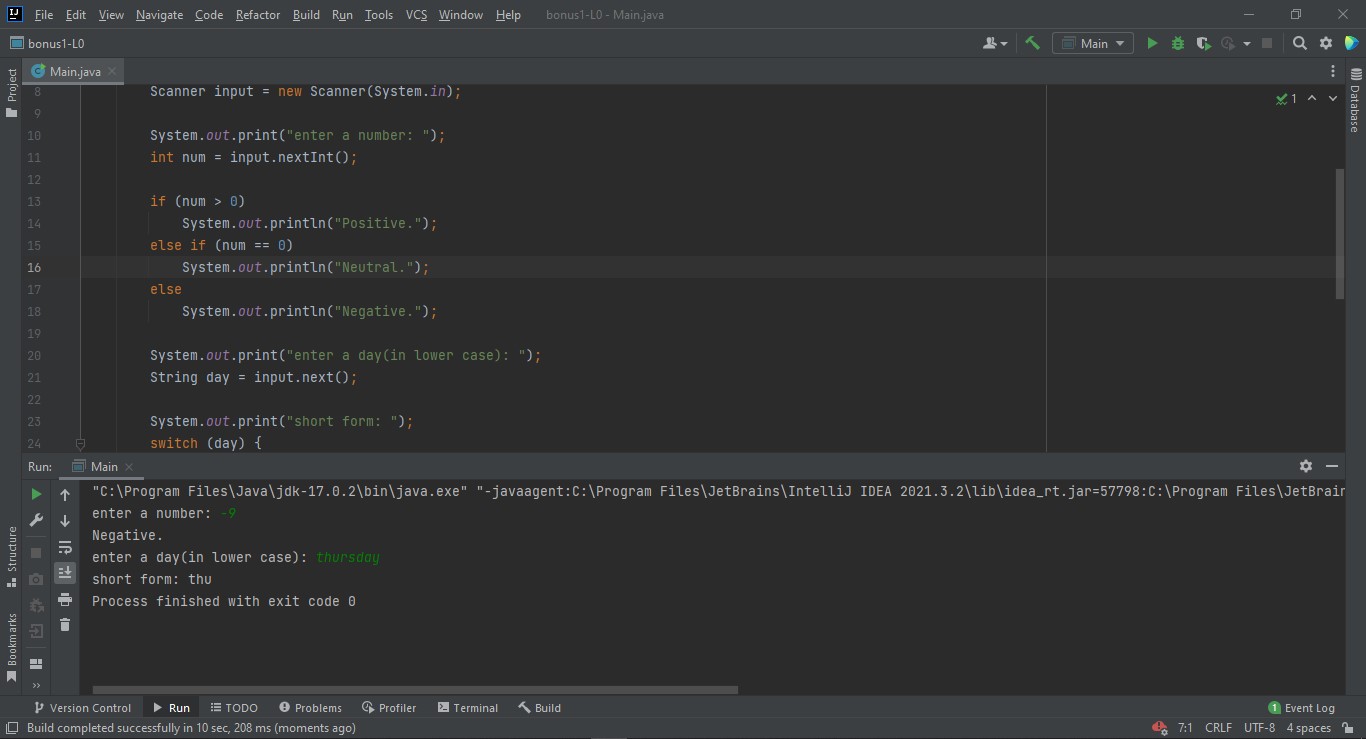 File Edit View Navigate Code Refactor Build Run Tools VCS Window Help bonus1-L0 - Main.java
bonus1-L0 Main
Project
Main.java
Database
8 Scanner input = new Scanner(System.in);
1
9
10 System.out.print("enter a number: ");
11 int num = input.nextInt();
12
13 if (num > 0)
14 System.out.println("Positive.");
15 else if (num == 0)
16 System.out.println("Neutral.");
17 else
18 System.out.println("Negative.");
19
20 System.out.print("enter a day(in lower case): ");
21 String day = input.next();
22
23 System.out.print("short form: ");
24 switch (day) {
Run: Main
"C:\Program Files\Java\jdk-17.0.2\bin\java.exe" "-javaagent:C:\Program Files\JetBrains\IntelliJ IDEA 2021.3.2\lib\idea_rt.jar=57798:C:\Program Files\JetBrain
enter a number: -9
Negative.
enter a day(in lower case): thursday
short form: thu
Process finished with exit code 0
Structure
Bookmarks
Version Control Run TODO Problems Profiler Terminal Build 1 Event Log
Build completed successfully in 10 sec, 208 ms (moments ago) 7:1 CRLF UTF-8 4 spaces